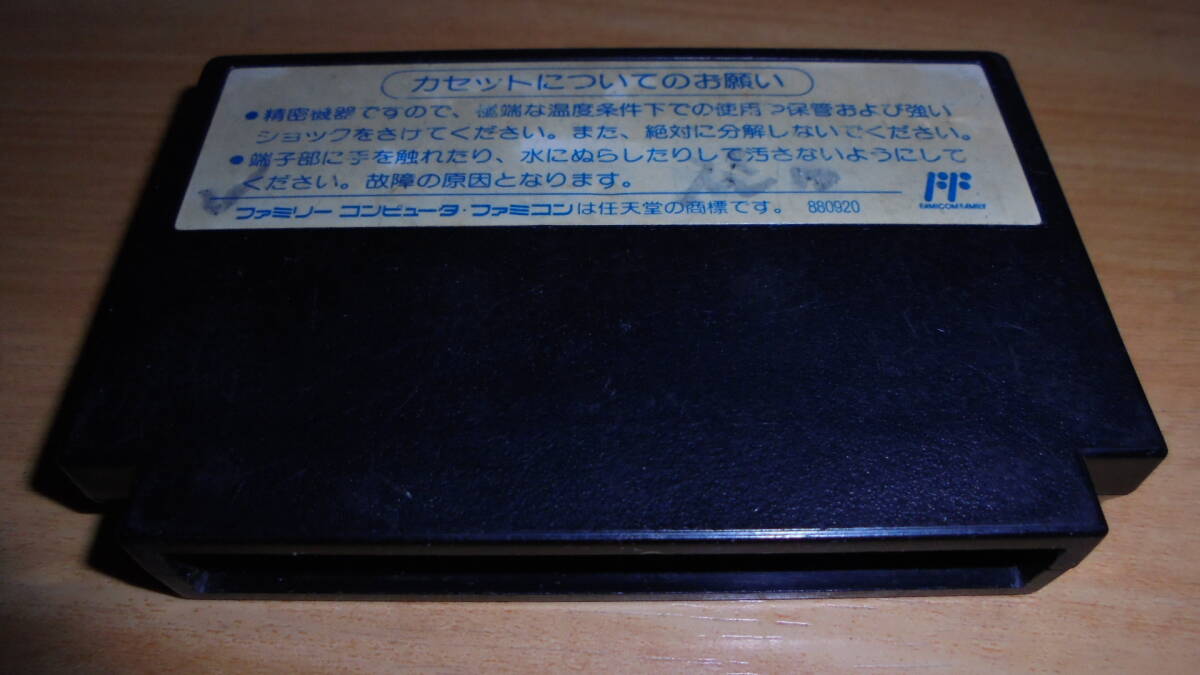 カセットについてのお願い
●精密機器ですので、極端な温度条件下での使用や保管および強い
ショックをさけてください。また、絶対に分解しないでください。
●端子部に手を触れたり、水にぬらしたりして汚さないようにして
ください。故障の原因となります。
ファミリー コンピュータ・ファミコンは任天堂の商標です。 880920
FF
FAMICOM FAMILY